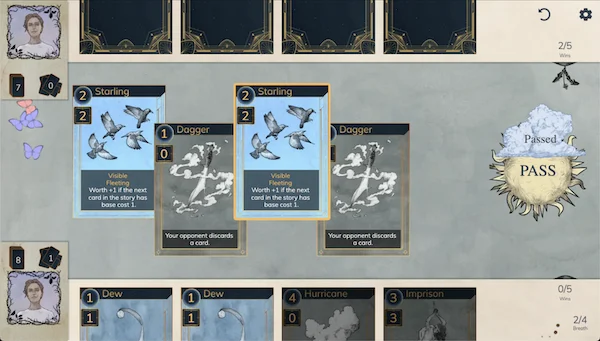 2/5
Wins
7
0
2
Starling
2
Visible
Fleeting
Worth +1 if the next
card in the story has
base cost 1.
1
Dagger
0
Your opponent discards
a card.
2
Starling
2
Visible
Fleeting
Worth +1 if the next
card in the story has
base cost 1.
Dagger
Your opponent discards
a card.
Passed
PASS
8
1
1
Dew
1
1
Dew
1
4
Hurricane
0
3
Imprison
3
0/5
Wins
2/4
Breath